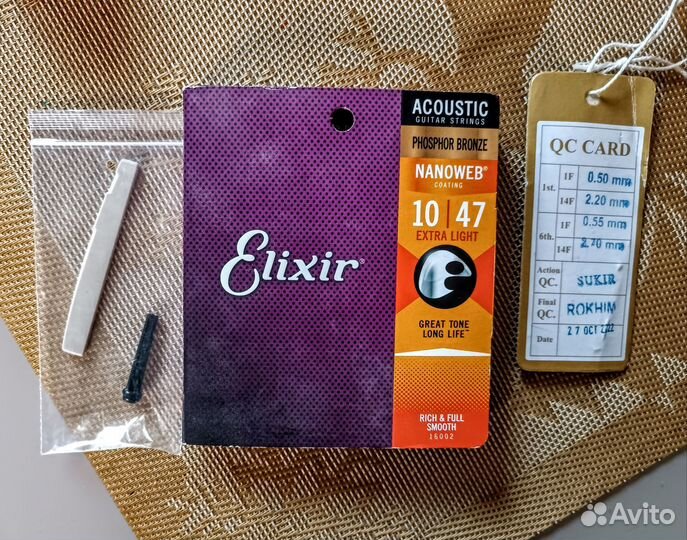 Elixir®
ACOUSTIC
GUITAR STRINGS
PHOSPHOR BRONZE
NANOWEB®
COATING
10 | 47
EXTRA LIGHT
GREAT TONE
LONG LIFE™
RICH & FULL
SMOOTH
16002
QC CARD
1st. 1F 0.50 mm
14F 2.20 mm
6th. 1F 0.55 mm
14F 2.70 mm
Action QC. SUKIR
Final QC. ROKHIM
Date 27 OCT 2022
Avito